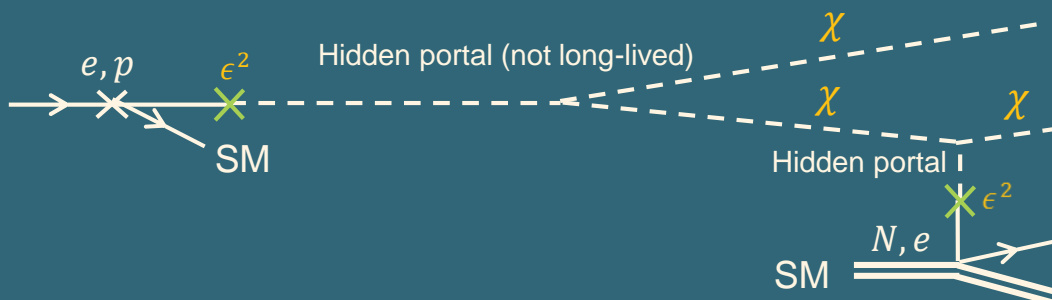 χ
Hidden portal (not long-lived)
e, p
ϵ²
χ
χ
SM
Hidden portal
ϵ²
N, e
SM